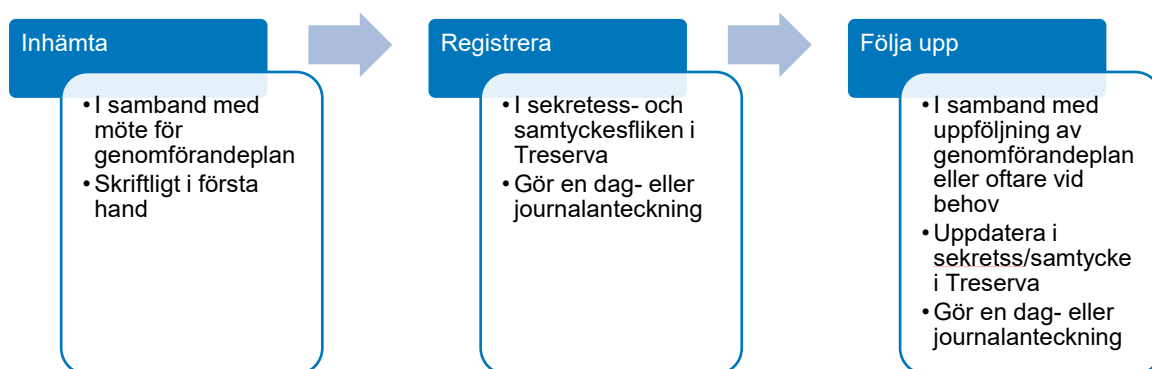 Inhämta
•I samband med
möte för
genomförandeplan
•Skriftligt i första
hand
Registrera
•I sekretess- och
samtyckesfliken i
Treserva
•Gör en dag- eller
journalanteckning
Följa upp
•I samband med
uppföljning av
genomförandeplan
eller oftare vid
behov
•Uppdatera i
sekretss/samtycke
i Treserva
•Gör en dag- eller
journalanteckning